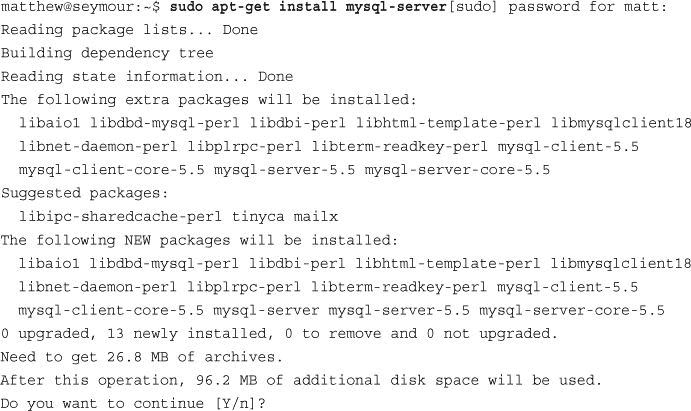 matthew@seymour:~$ sudo apt-get install mysql-server[sudo] password for matt:
Reading package lists... Done
Building dependency tree
Reading state information... Done
The following extra packages will be installed:
libaio1 libdbd-mysql-perl libdbi-perl libhtml-template-perl libmysqlclient18
libnet-daemon-perl libplrpc-perl libterm-readkey-perl mysql-client-5.5
mysql-client-core-5.5 mysql-server-5.5 mysql-server-core-5.5
Suggested packages:
libipc-sharedcache-perl tinyca mailx
The following NEW packages will be installed:
libaio1 libdbd-mysql-perl libdbi-perl libhtml-template-perl libmysqlclient18
libnet-daemon-perl libplrpc-perl libterm-readkey-perl mysql-client-5.5
mysql-client-core-5.5 mysql-server mysql-server-5.5 mysql-server-core-5.5
0 upgraded, 13 newly installed, 0 to remove and 0 not upgraded.
Need to get 26.8 MB of archives.
After this operation, 96.2 MB of additional disk space will be used.
Do you want to continue [Y/n]?